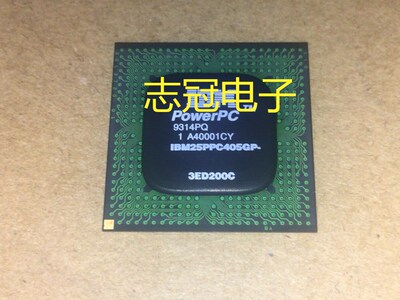 志冠电子
PowerPC
9314PQ
1 A40001CY
IBM25PPC405GP-
3ED200C